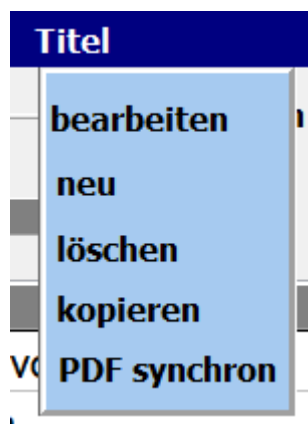 Titel
bearbeiten
neu
löschen
kopieren
PDF synchron